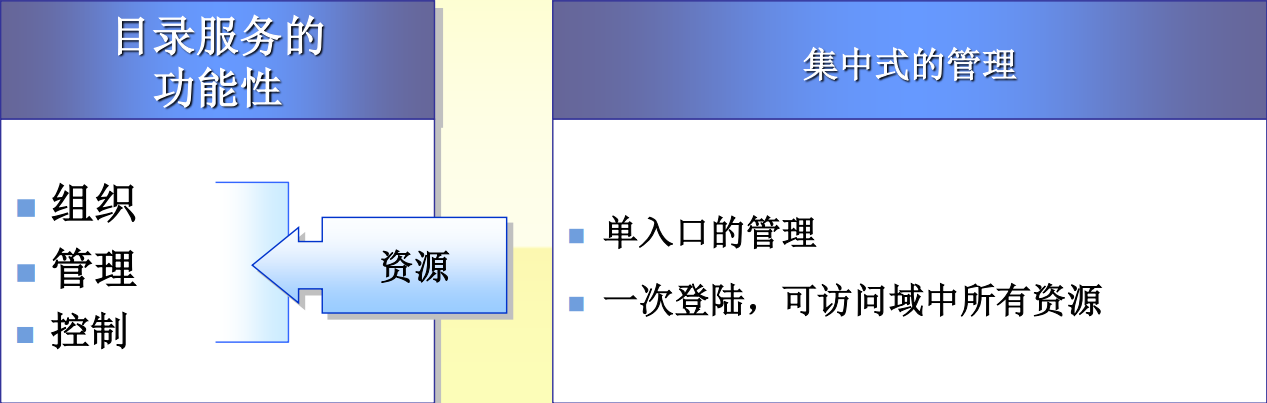 目录服务的
功能性
组织
管理
控制
资源
集中式的管理
单入口的管理
一次登陆，可访问域中所有资源